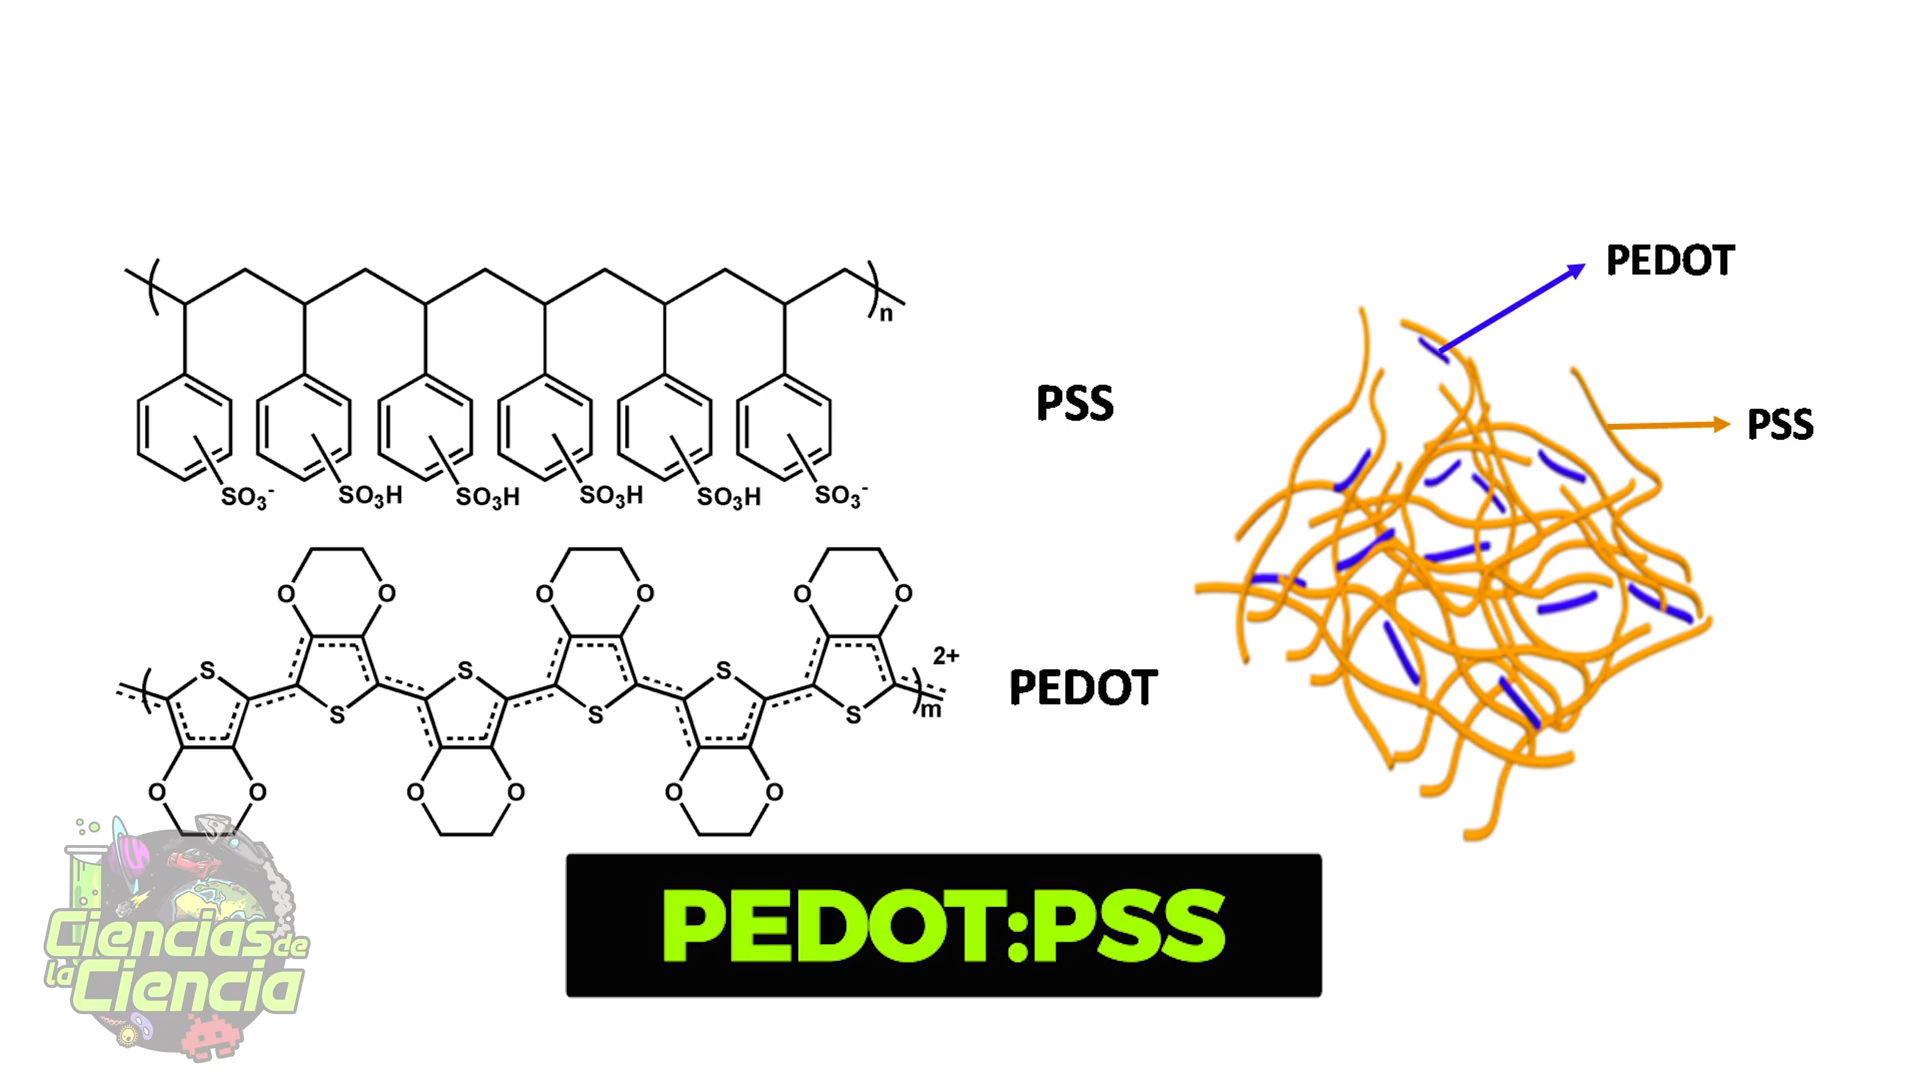 PEDOT
n
PSS
PSS
SO₃⁻ SO₃H SO₃H SO₃H SO₃H SO₃⁻
O O O O O O
2+
S S S
PEDOT
S S S
m
O O O O O O
PEDOT:PSS
Ciencias de
la Ciencia